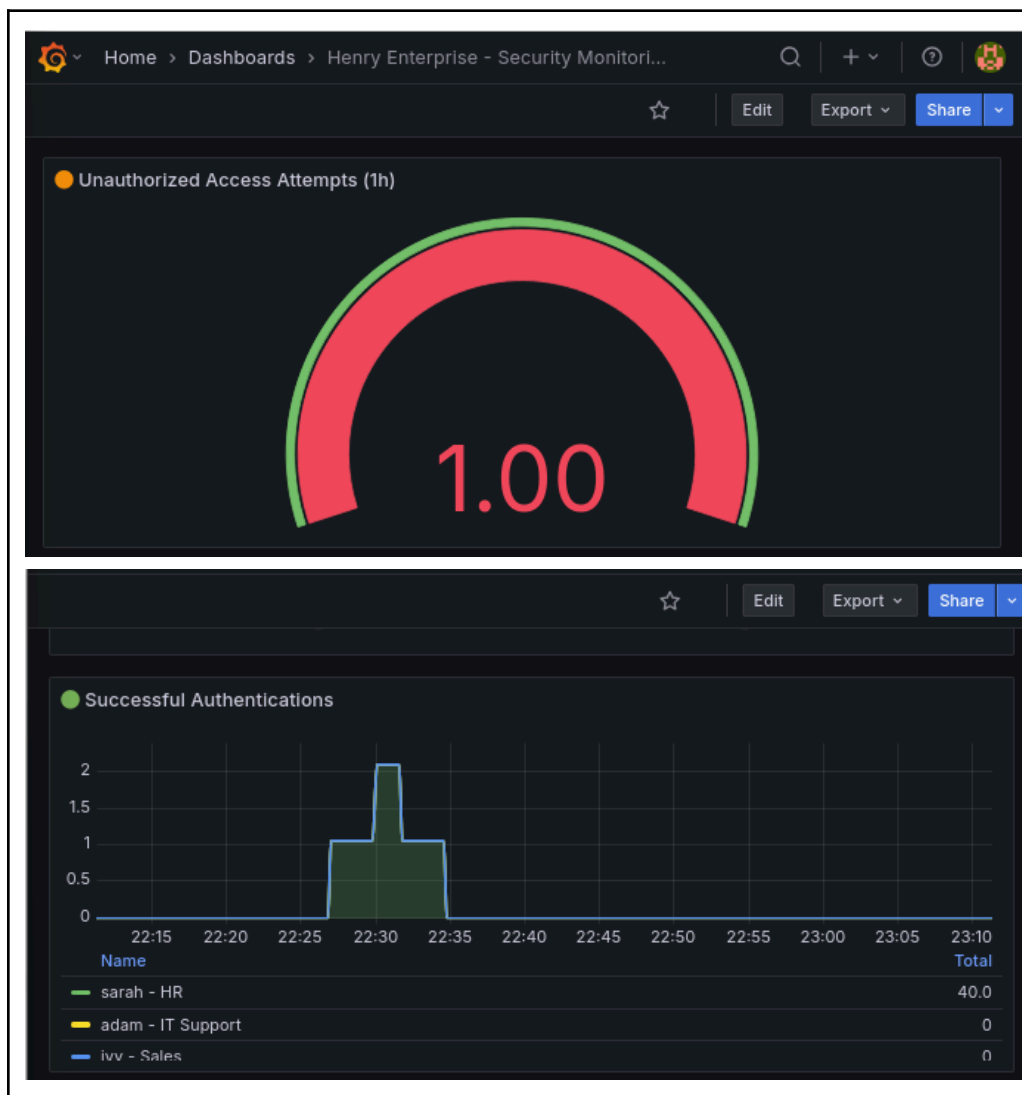 Home > Dashboards > Henry Enterprise - Security Monitori...
Edit Export Share
Unauthorized Access Attempts (1h)
1.00
Edit Export Share
Successful Authentications
2
1.5
1
0.5
0
22:15 22:20 22:25 22:30 22:35 22:40 22:45 22:50 22:55 23:00 23:05 23:10
Name Total
sarah - HR 40.0
adam - IT Support 0
ivy - Sales 0